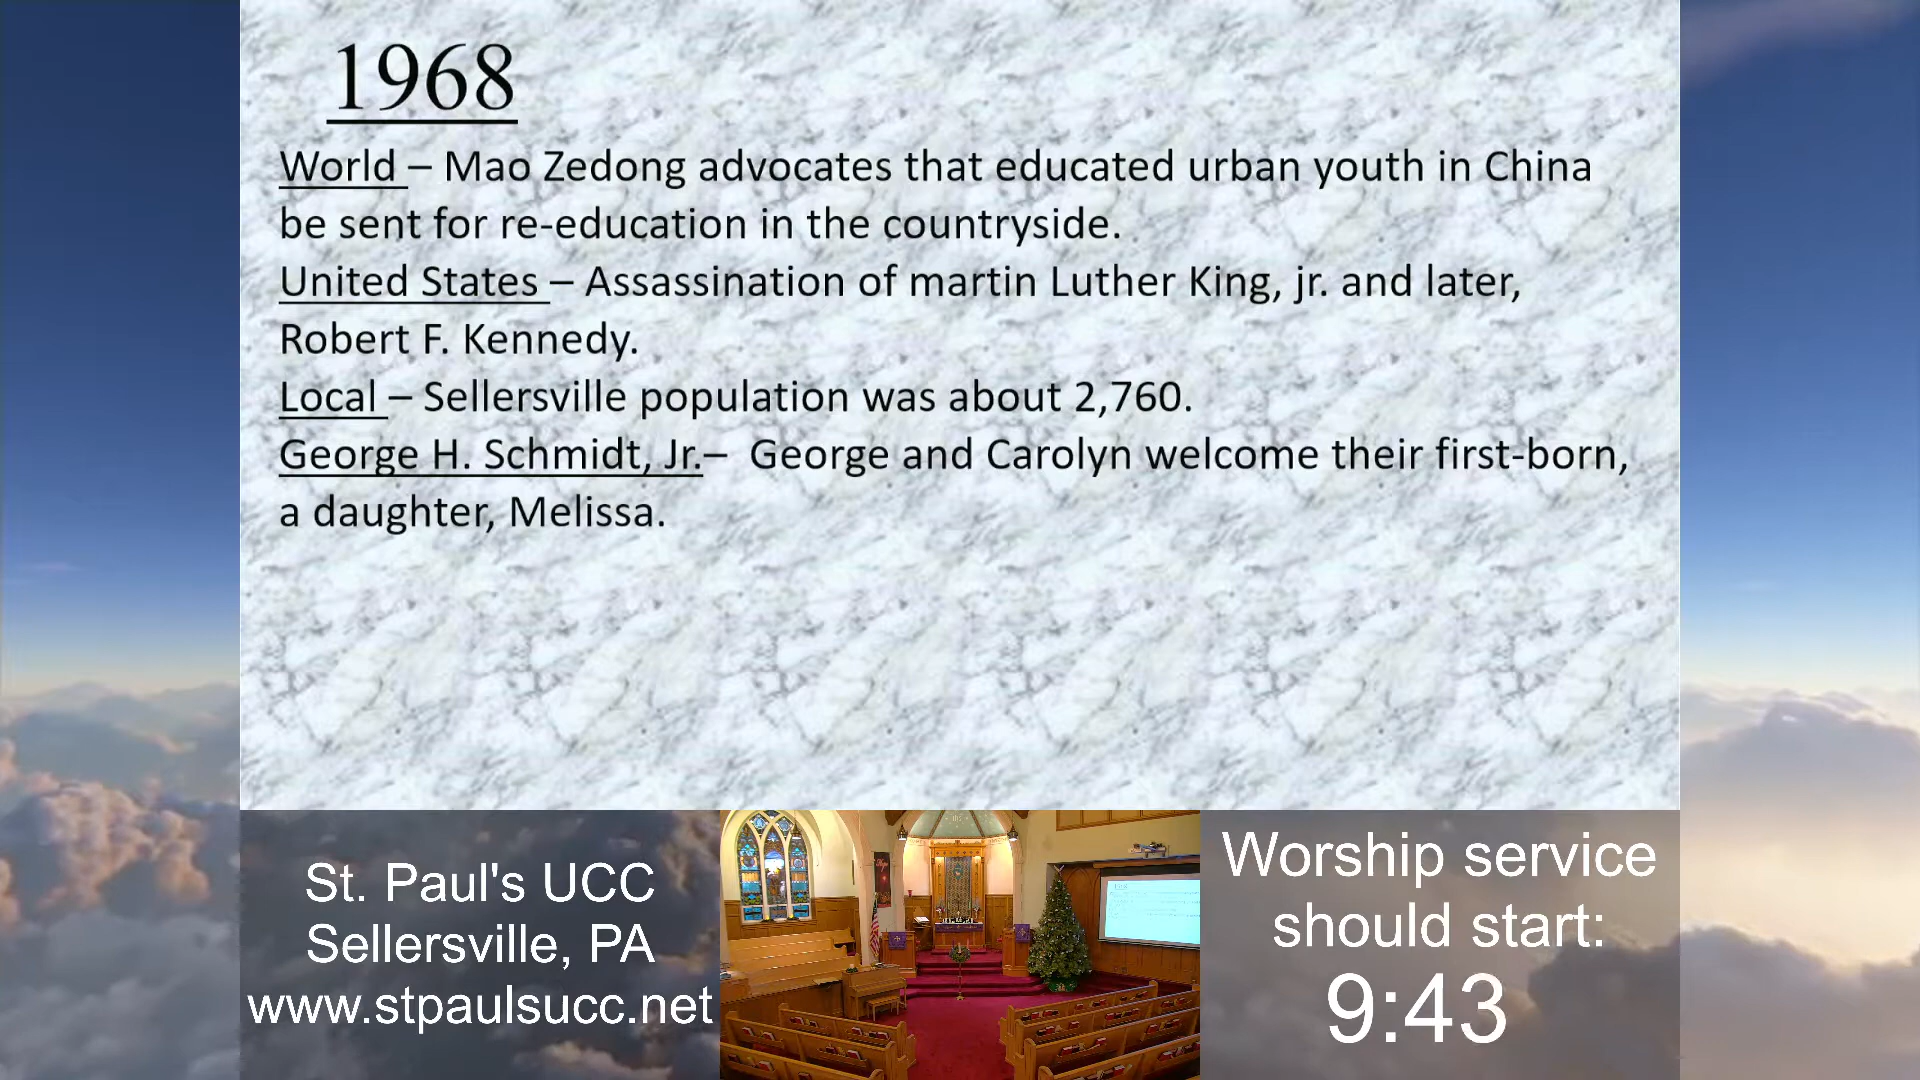 1968
World – Mao Zedong advocates that educated urban youth in China
be sent for re-education in the countryside.
United States – Assassination of martin Luther King, jr. and later,
Robert F. Kennedy.
Local – Sellersville population was about 2,760.
George H. Schmidt, Jr.– George and Carolyn welcome their first-born,
a daughter, Melissa.
St. Paul's UCC
Sellersville, PA
www.stpaulsucc.net
Worship service
should start:
9:43